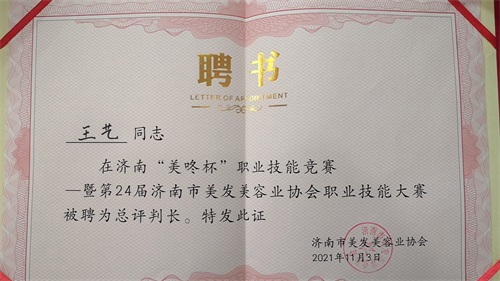 聘书
LETTER OF APPOINTMENT
王艺 同志
在济南“美咚杯”职业技能竞赛
—暨第24届济南市美发美容业协会职业技能大赛
被聘为总评判长。特发此证
济南市美发美容业协会
2021年11月3日